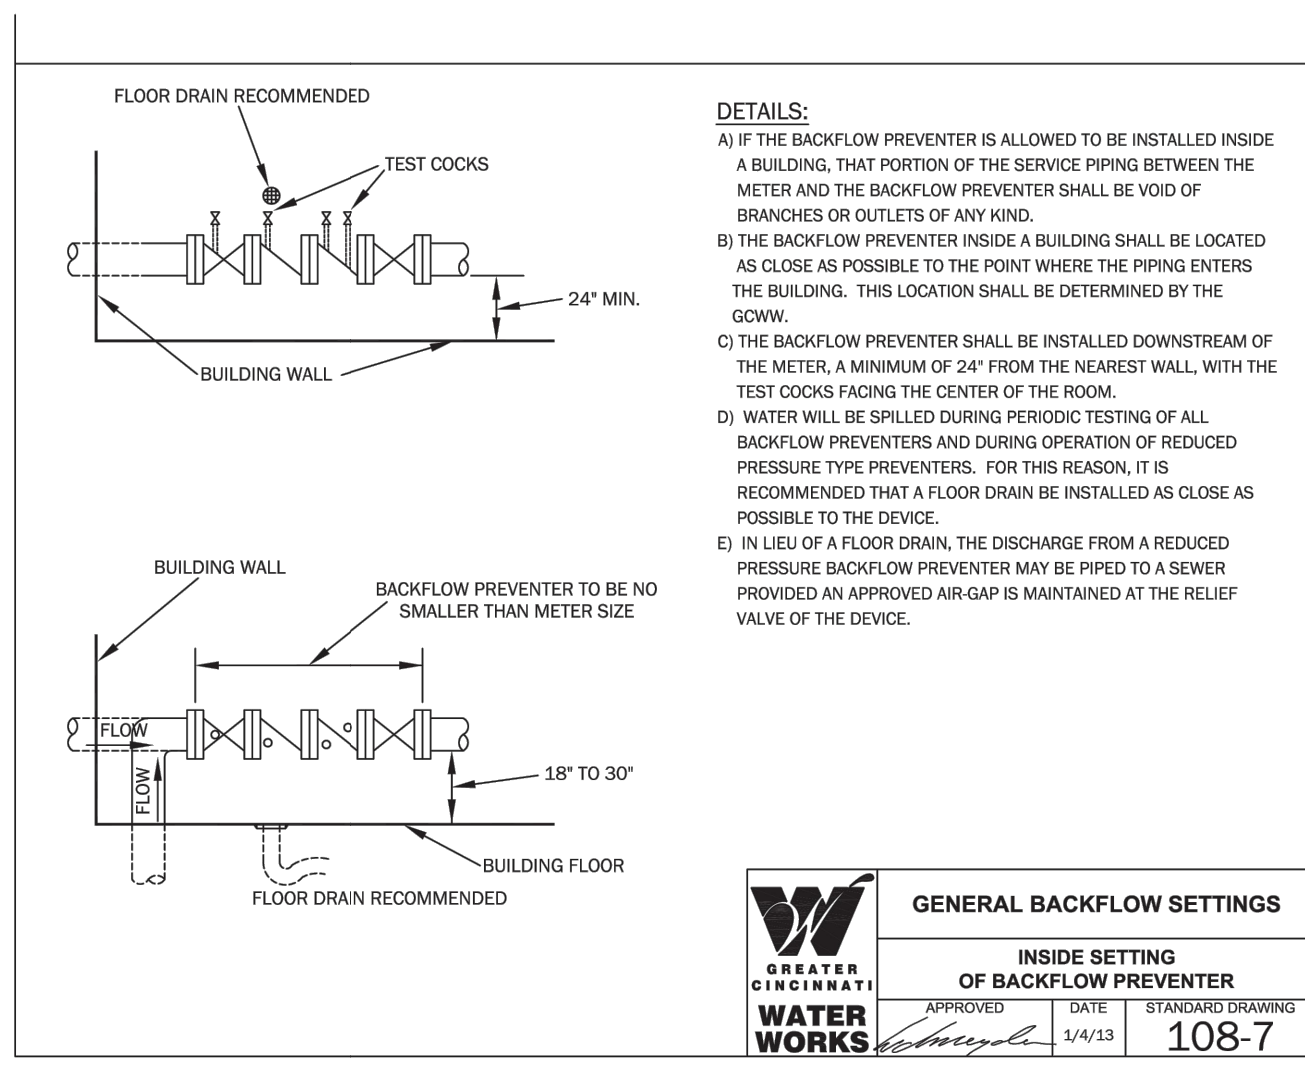 FLOOR DRAIN RECOMMENDED
TEST COCKS
24" MIN.
BUILDING WALL
BUILDING WALL
BACKFLOW PREVENTER TO BE NO
SMALLER THAN METER SIZE
FLOW
FLOW
18" TO 30"
BUILDING FLOOR
FLOOR DRAIN RECOMMENDED
DETAILS:
A) IF THE BACKFLOW PREVENTER IS ALLOWED TO BE INSTALLED INSIDE
A BUILDING, THAT PORTION OF THE SERVICE PIPING BETWEEN THE
METER AND THE BACKFLOW PREVENTER SHALL BE VOID OF
BRANCHES OR OUTLETS OF ANY KIND.
B) THE BACKFLOW PREVENTER INSIDE A BUILDING SHALL BE LOCATED
AS CLOSE AS POSSIBLE TO THE POINT WHERE THE PIPING ENTERS
THE BUILDING. THIS LOCATION SHALL BE DETERMINED BY THE
GCWW.
C) THE BACKFLOW PREVENTER SHALL BE INSTALLED DOWNSTREAM OF
THE METER, A MINIMUM OF 24" FROM THE NEAREST WALL, WITH THE
TEST COCKS FACING THE CENTER OF THE ROOM.
D) WATER WILL BE SPILLED DURING PERIODIC TESTING OF ALL
BACKFLOW PREVENTERS AND DURING OPERATION OF REDUCED
PRESSURE TYPE PREVENTERS. FOR THIS REASON, IT IS
RECOMMENDED THAT A FLOOR DRAIN BE INSTALLED AS CLOSE AS
POSSIBLE TO THE DEVICE.
E) IN LIEU OF A FLOOR DRAIN, THE DISCHARGE FROM A REDUCED
PRESSURE BACKFLOW PREVENTER MAY BE PIPED TO A SEWER
PROVIDED AN APPROVED AIR-GAP IS MAINTAINED AT THE RELIEF
VALVE OF THE DEVICE.
GREATER
CINCINNATI
WATER
WORKS
GENERAL BACKFLOW SETTINGS
INSIDE SETTING
OF BACKFLOW PREVENTER
APPROVED
DATE
1/4/13
STANDARD DRAWING
108-7